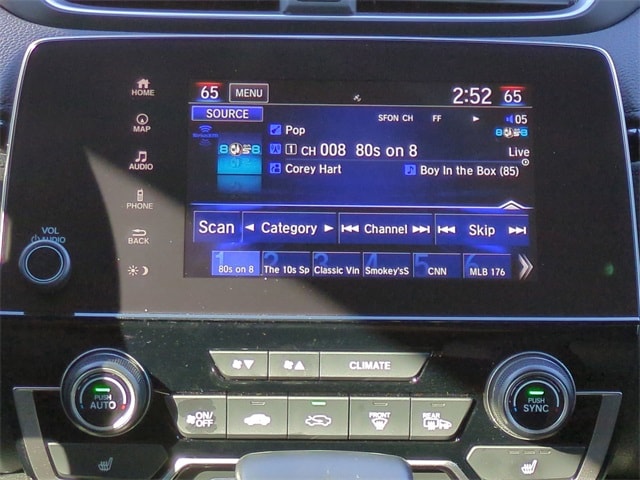 65 MENU 2:52 65
HOME
SOURCE SFON CH FF 05
MAP
Pop
1 CH 008 80s on 8 Live
AUDIO
Corey Hart Boy In the Box (85)
PHONE
VOL
AUDIO
BACK
Scan Category Channel Skip
1 2 3 4 5 6
80s on 8 The 10s Sp Classic Vin Smokey'sS CNN MLB 176
CLIMATE
PUSH
AUTO
PUSH
SYNC
ON/
OFF
FRONT REAR